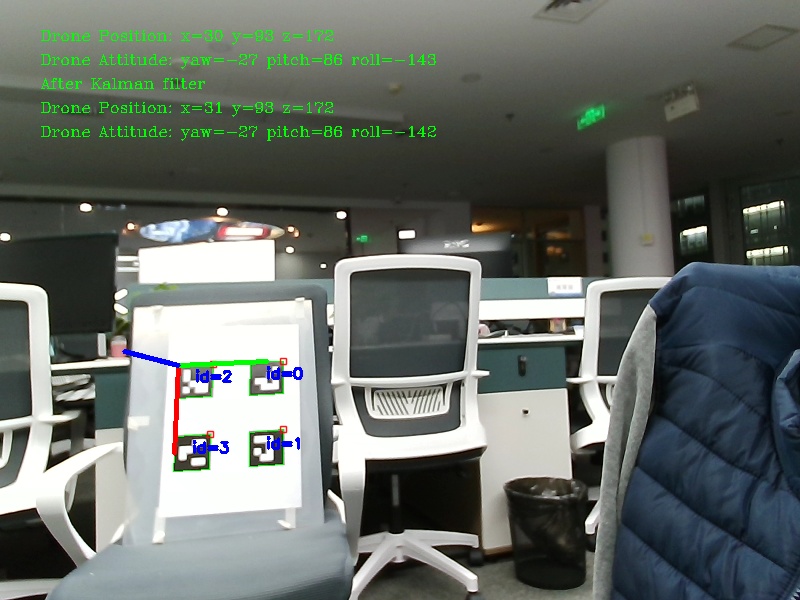 Drone Position: x=30 y=93 z=172
Drone Attitude: yaw=-27 pitch=86 roll=-143
After Kalman filter
Drone Position: x=31 y=93 z=172
Drone Attitude: yaw=-27 pitch=86 roll=-142
id=2 id=0
id=3 id=1